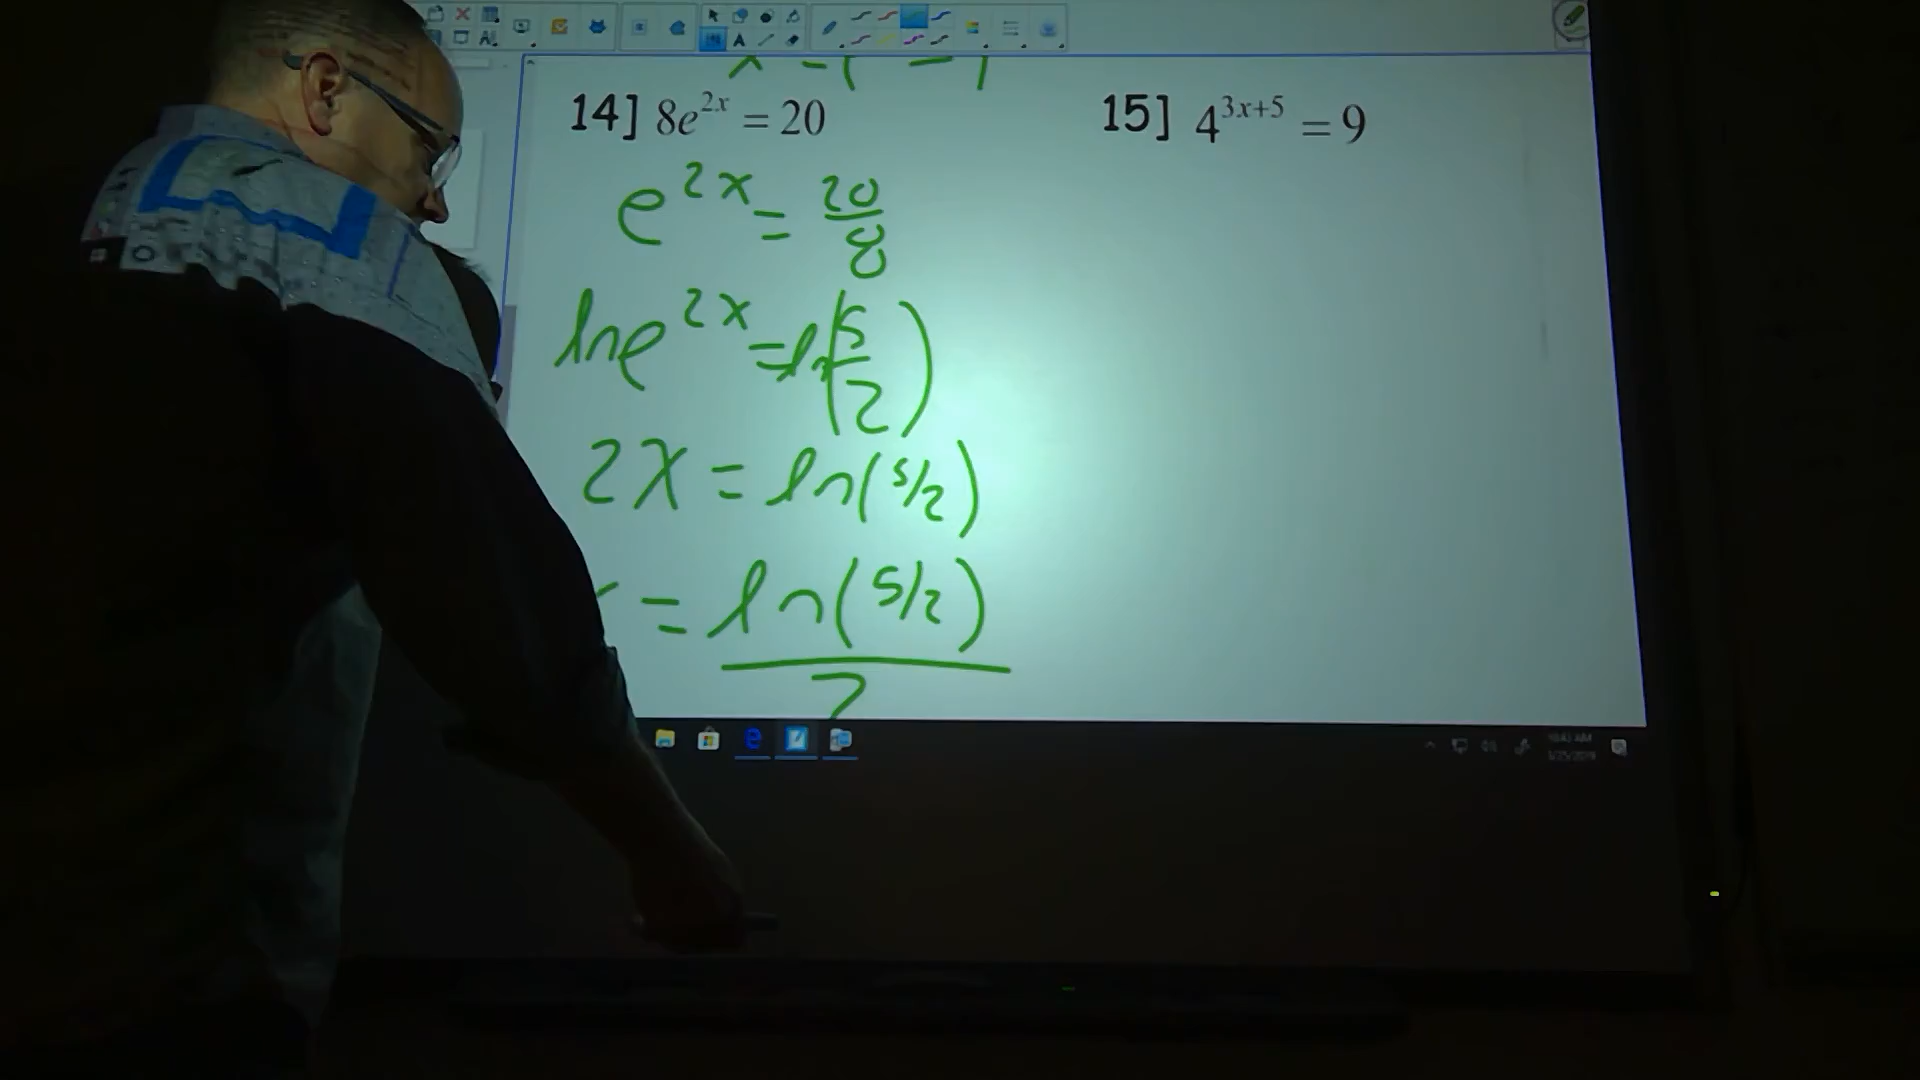 14] 8e^{2x} = 20
e^{2x} = 20/8
ln e^{2x} = ln(5/2)
2x = ln(5/2)
= ln(5/2)
2
15] 4^{3x+5} = 9